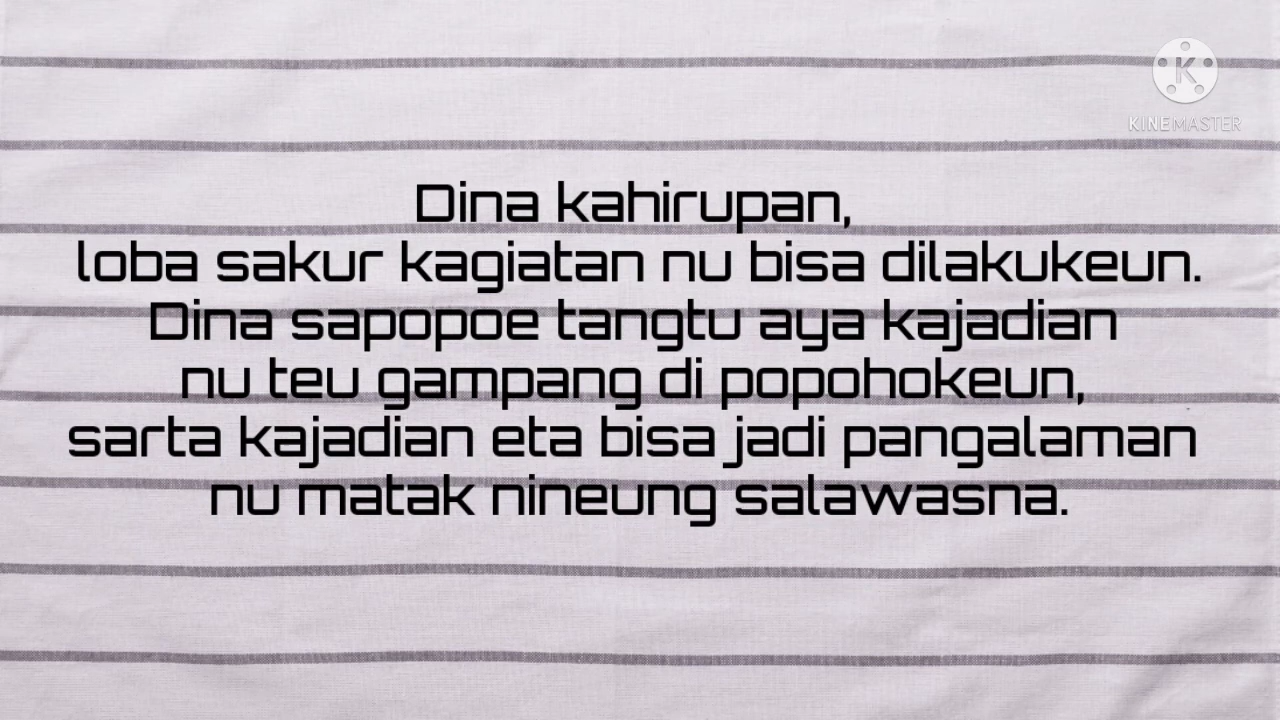 KINEMASTER
Dina kahirupan,
loba sakur kagiatan nu bisa dilakukeun.
Dina sapopoe tangtu aya kajadian
nu teu gampang di popohokeun,
sarta kajadian eta bisa jadi pangalaman
nu matak nineung salawasna.